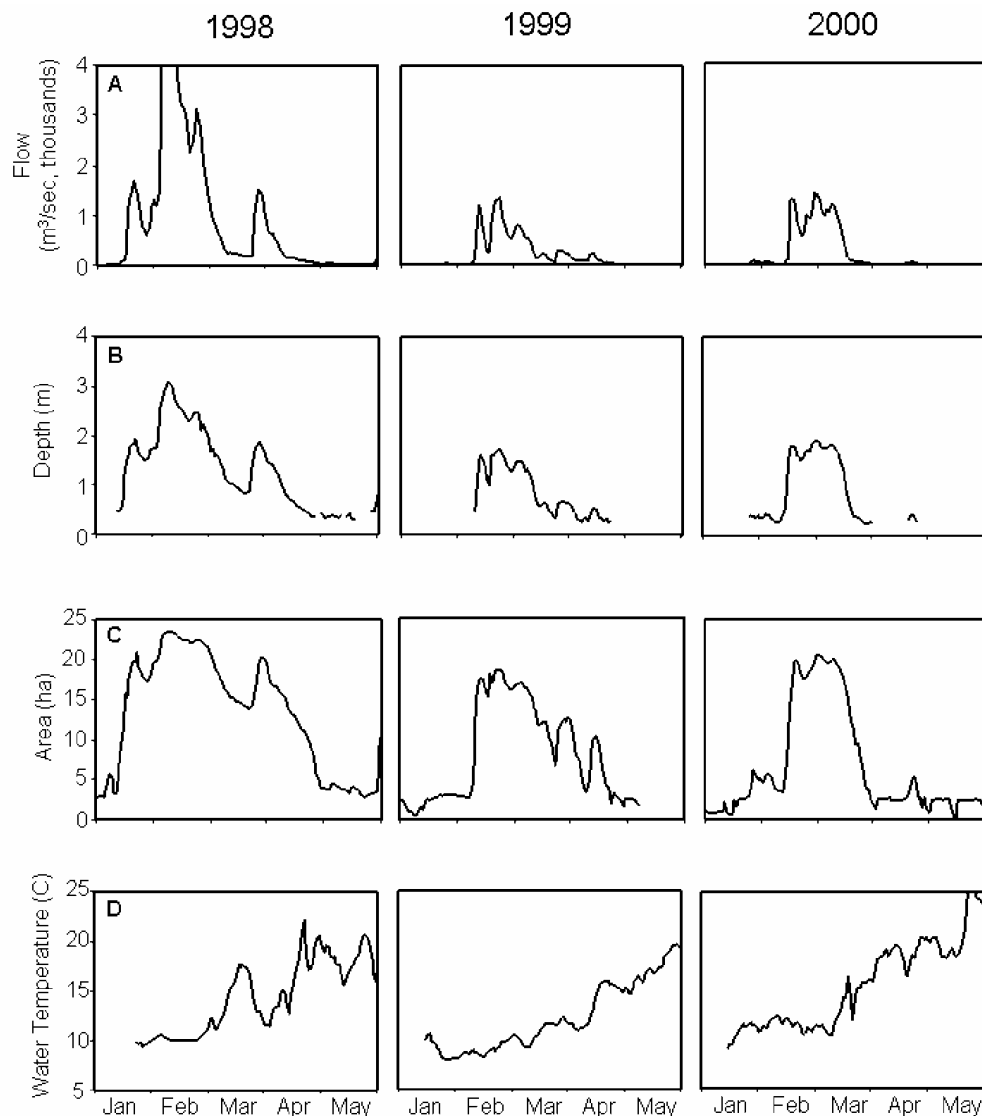 1998 1999 2000
A
Flow
(m³/sec, thousands)
4
3
2
1
0
B
Depth (m)
4
3
2
1
0
C
Area (ha)
25
20
15
10
5
0
D
Water Temperature (C)
25
20
15
10
5
Jan Feb Mar Apr May Jan Feb Mar Apr May Jan Feb Mar Apr May